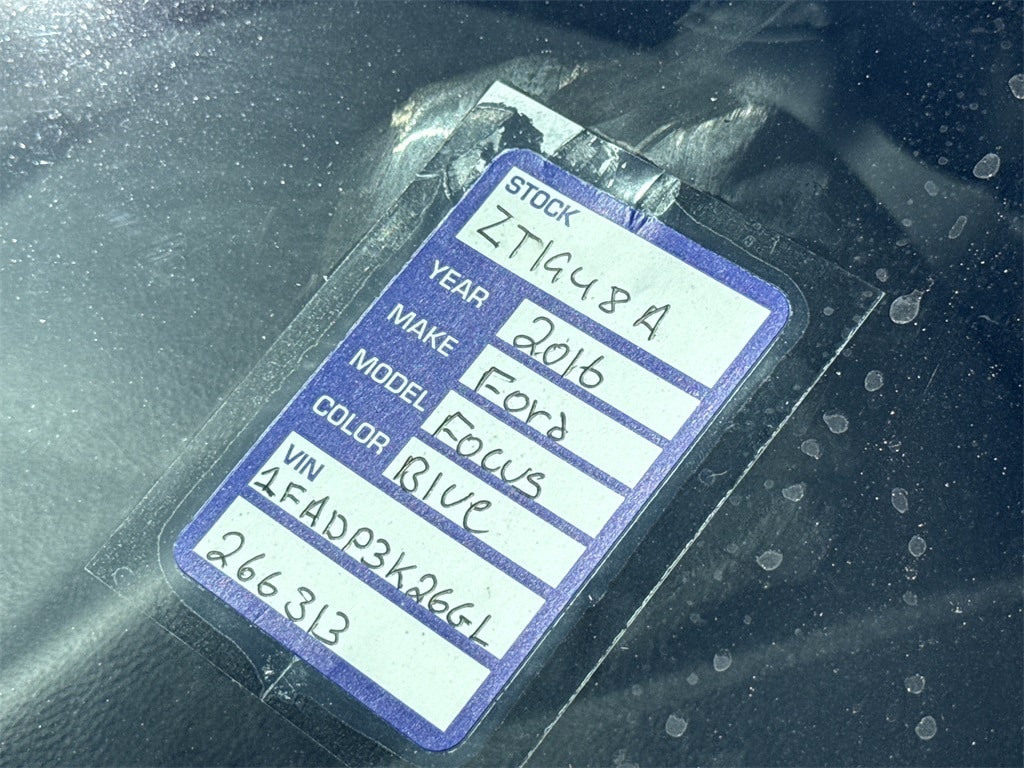 STOCK
ZT1948A
YEAR 2016
MAKE Ford
MODEL Focus
COLOR Blue
VIN
1FADP3K26GL
266313